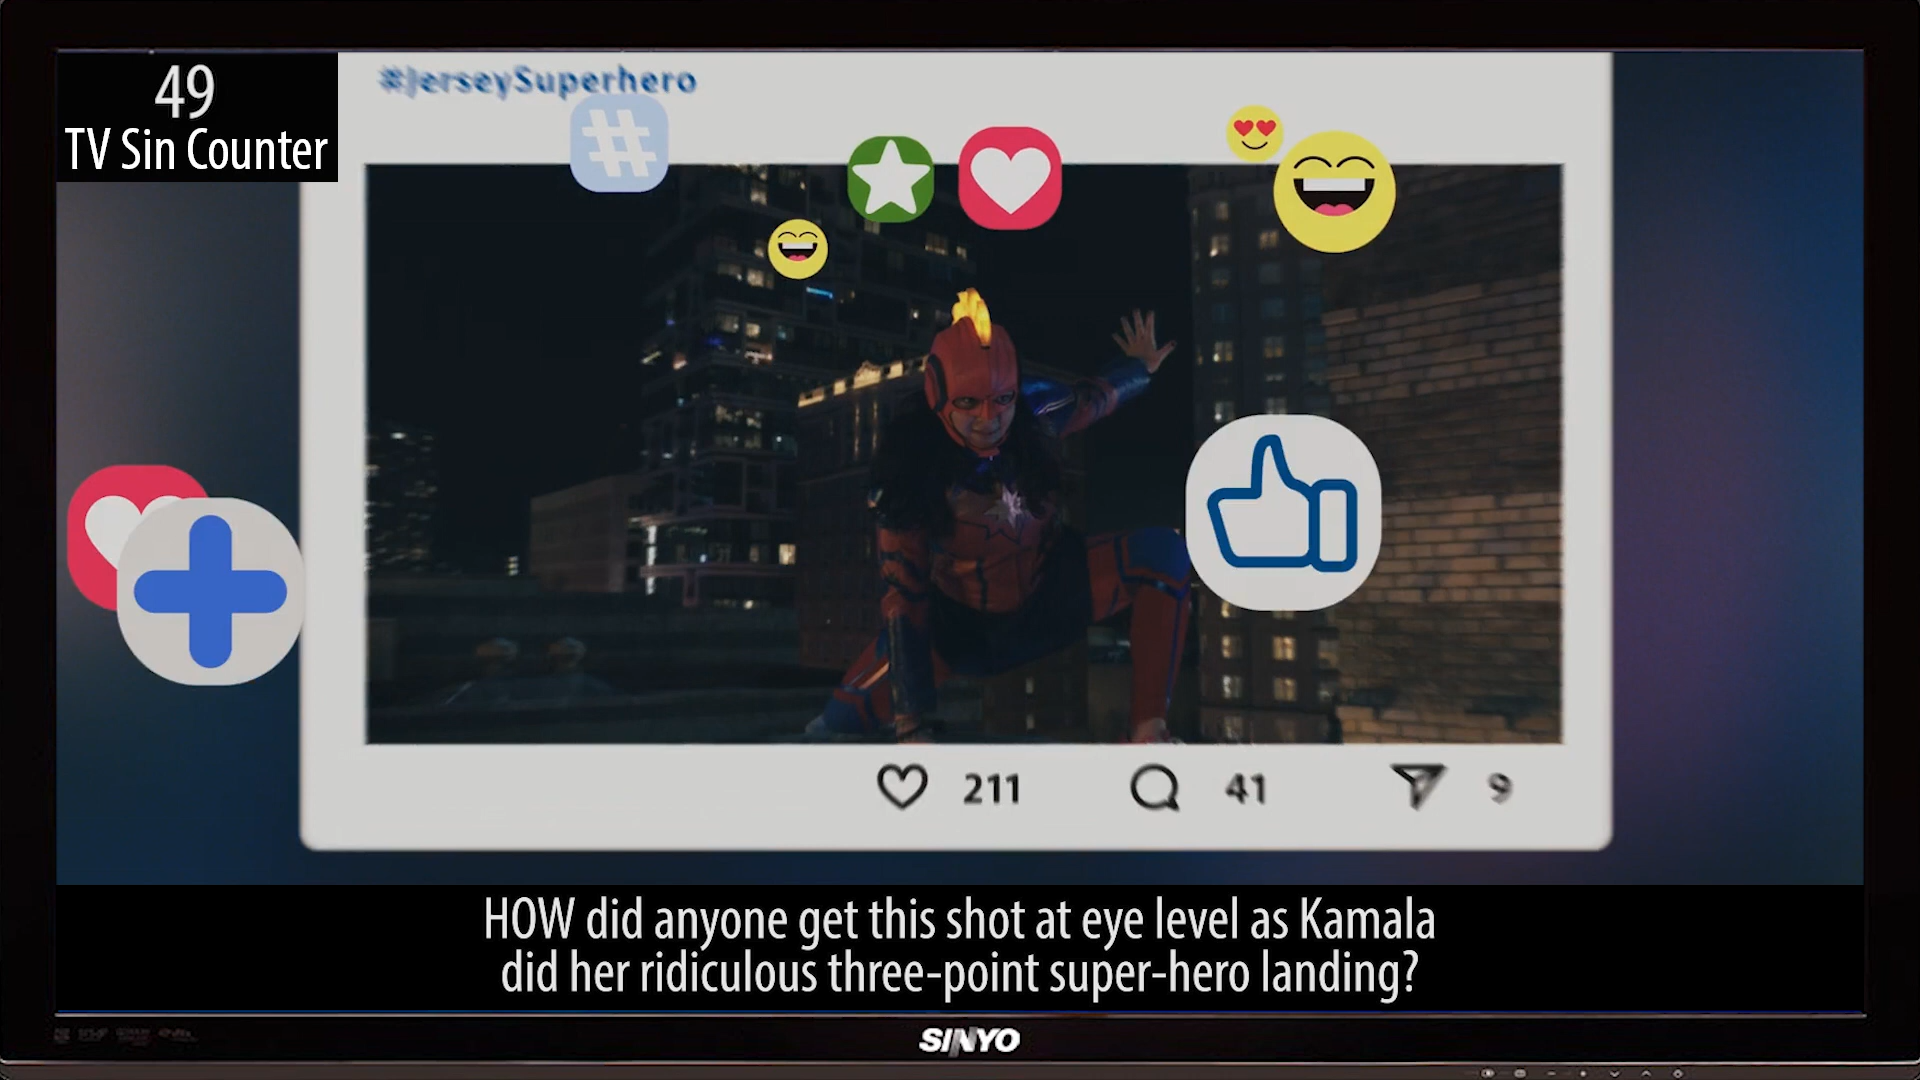 49
TV Sin Counter
#JerseySuperhero
211 41 9
HOW did anyone get this shot at eye level as Kamala
did her ridiculous three-point super-hero landing?
SINYO